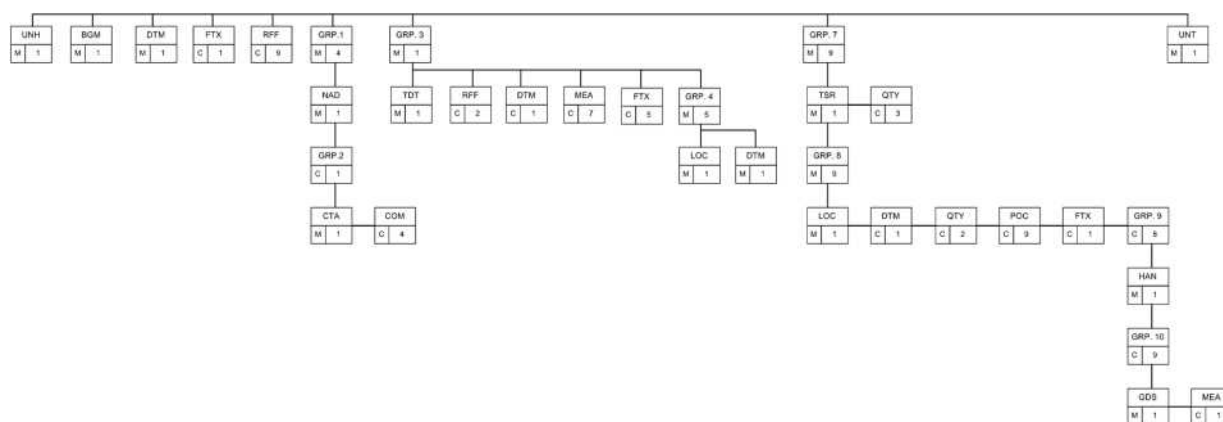 UNH BGM DTM FTX RFF GRP.1 GRP. 3 GRP. 7 UNT
M 1 M 1 M 1 C 1 C 9 M 4 M 1 M 9 M 1
NAD TDT RFF DTM MEA FTX GRP. 4 TSR QTY
M 1 M 1 C 2 C 1 C 7 C 5 M 5 M 1 C 3
GRP.2 LOC DTM GRP. 8
C 1 M 1 M 1 M 9
CTA COM LOC DTM QTY POC FTX GRP. 9
M 1 C 4 M 1 C 1 C 2 C 9 C 1 C
HAN
M 1
GRP. 10
C 9
GDS MEA
M 1 C 1